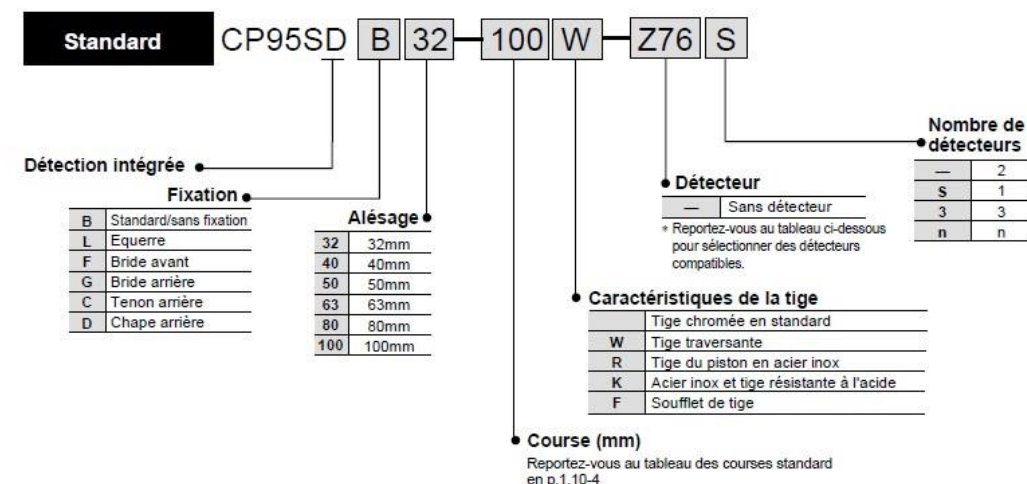 Standard CP95SD B 32 — 100 W — Z76 S
Détection intégrée
Fixation
B Standard/sans fixation
L Equerre
F Bride avant
G Bride arrière
C Tenon arrière
D Chape arrière
Alésage
32 32mm
40 40mm
50 50mm
63 63mm
80 80mm
100 100mm
Détecteur
— Sans détecteur
* Reportez-vous au tableau ci-dessous
pour sélectionner des détecteurs
compatibles.
Nombre de
détecteurs
— 2
S 1
3 3
n n
Caractéristiques de la tige
Tige chromée en standard
W Tige traversante
R Tige du piston en acier inox
K Acier inox et tige résistante à l'acide
F Soufflet de tige
Course (mm)
Reportez-vous au tableau des courses standard
en p.1.10-4